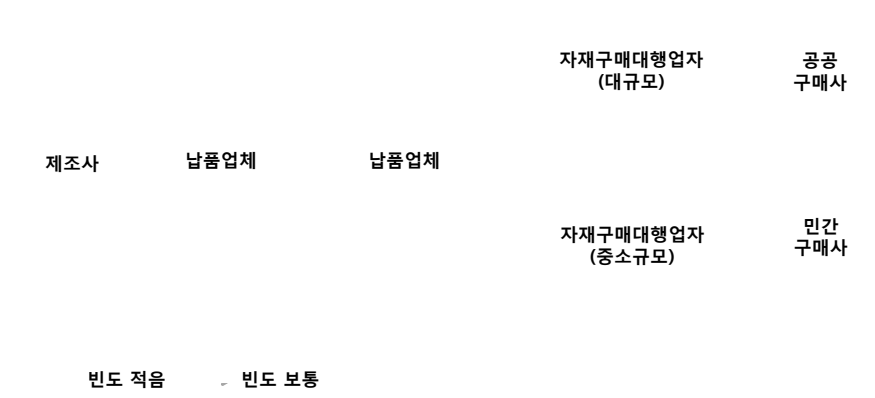 자재구매대행업자
(대규모)
공공
구매사
제조사
납품업체
납품업체
자재구매대행업자
(중소규모)
민간
구매사
빈도 적음
빈도 보통